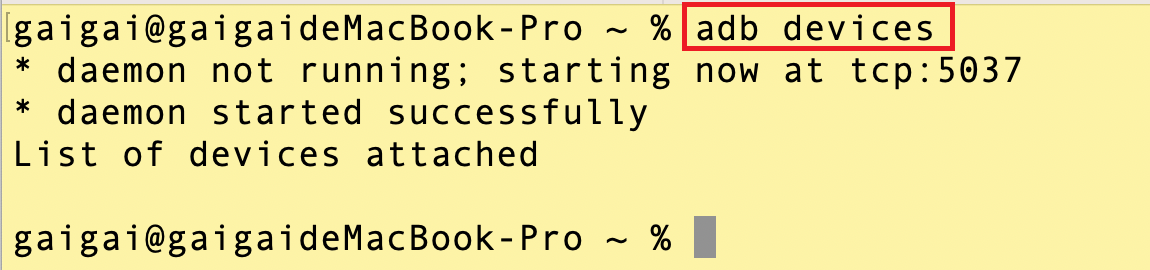 gaigai@gaigaideMacBook-Pro ~ % adb devices
* daemon not running; starting now at tcp:5037
* daemon started successfully
List of devices attached
gaigai@gaigaideMacBook-Pro ~ %